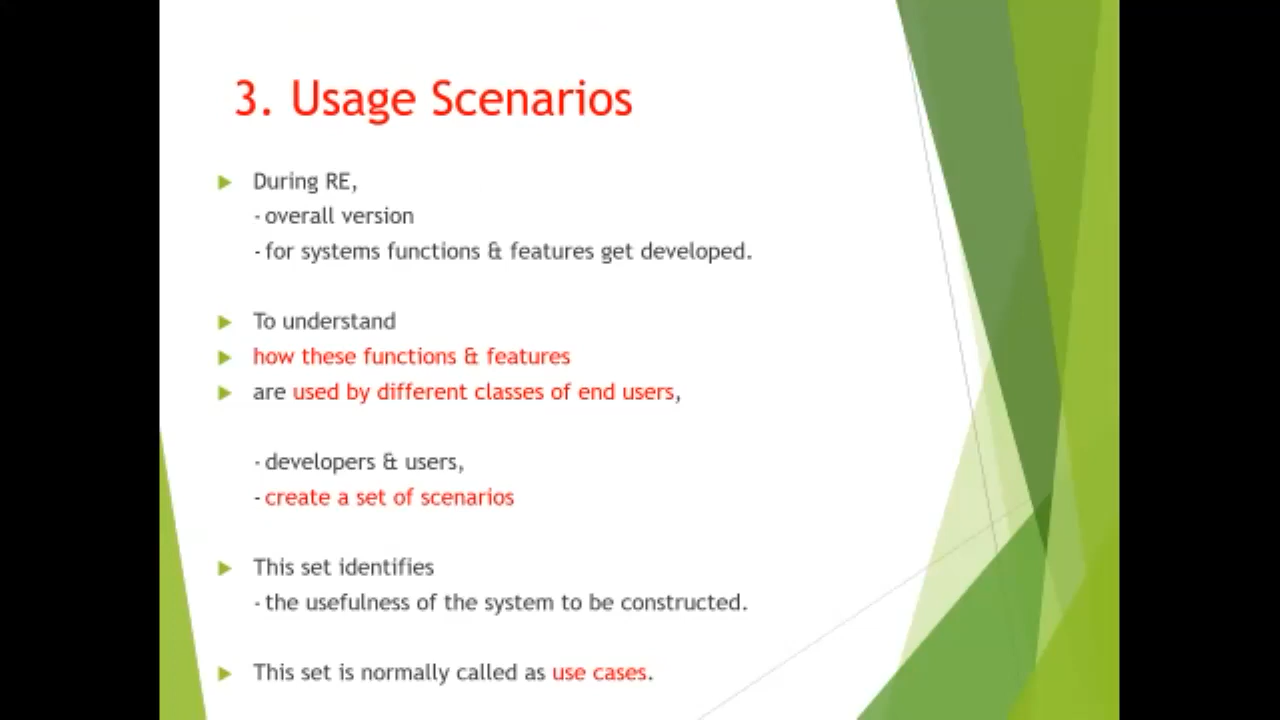 3. Usage Scenarios
During RE,
- overall version
- for systems functions & features get developed.
To understand
how these functions & features
are used by different classes of end users,
- developers & users,
- create a set of scenarios
This set identifies
- the usefulness of the system to be constructed.
This set is normally called as use cases.